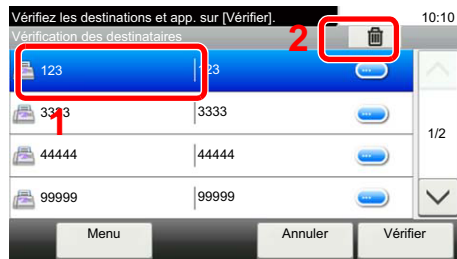 Vérifiez les destinations et app. sur [Vérifier]. 10:10
Vérification des destinataires 2
123 123
3333 3333
1
1/2
44444 44444
99999 99999
Menu Annuler Vérifier